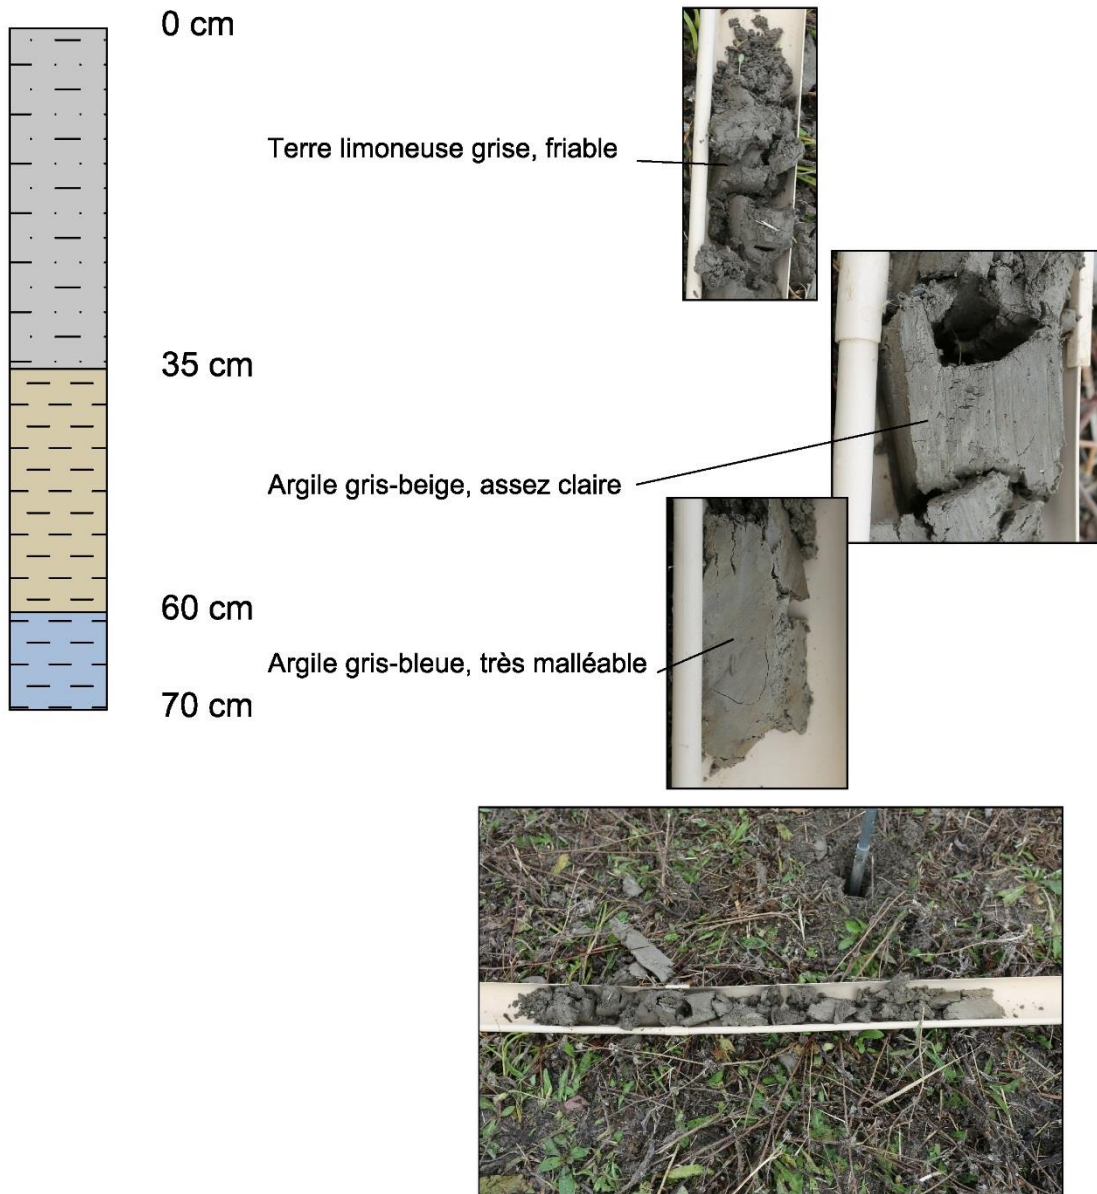 0 cm
Terre limoneuse grise, friable
35 cm
Argile gris-beige, assez claire
60 cm
Argile gris-bleue, très malléable
70 cm